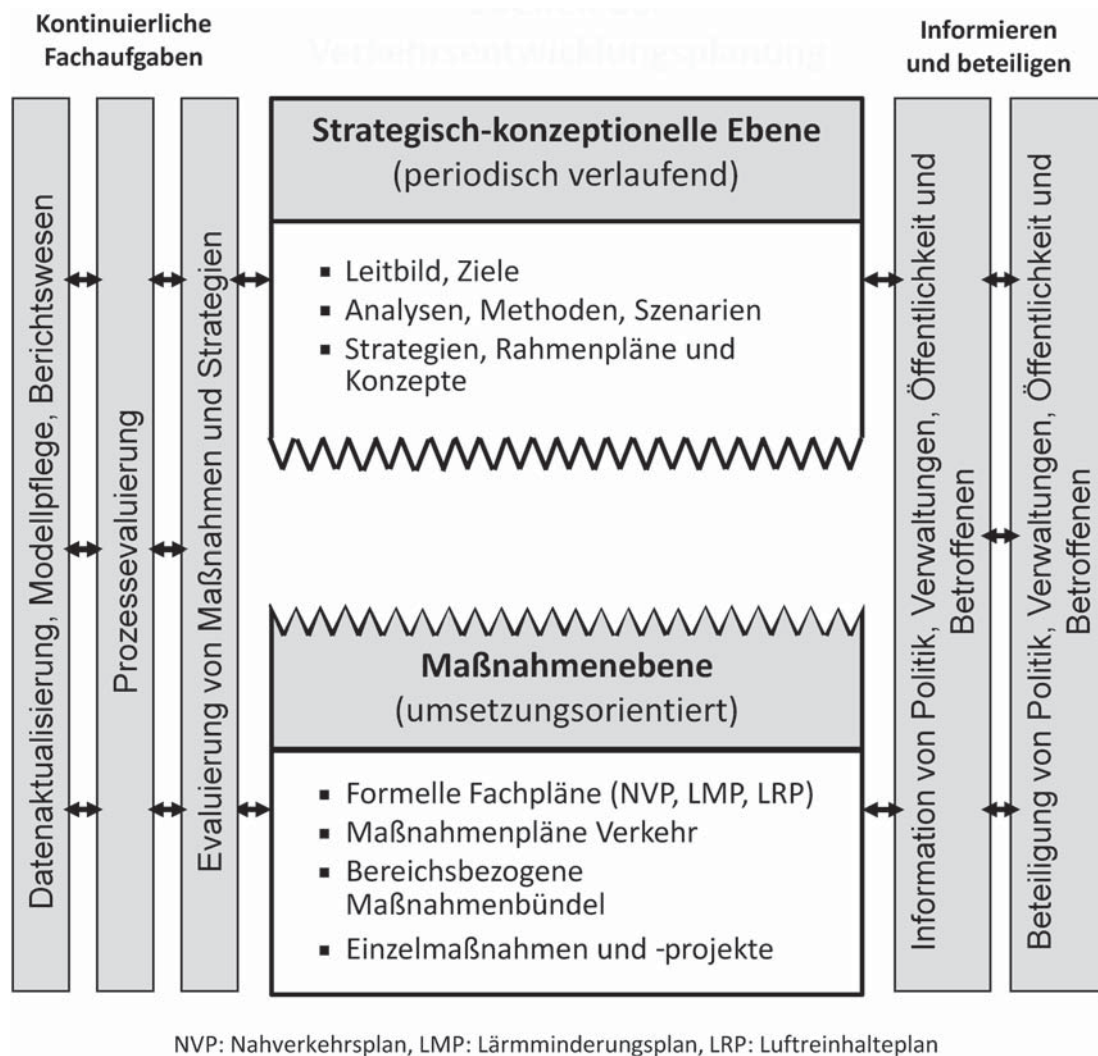 Verkehrsentwicklungsplanung
Kontinuierliche
Fachaufgaben
Informieren
und beteiligen
Datenaktualisierung, Modellpflege, Berichtswesen
Prozessevaluierung
Evaluierung von Maßnahmen und Strategien
Strategisch-konzeptionelle Ebene
(periodisch verlaufend)
▪ Leitbild, Ziele
▪ Analysen, Methoden, Szenarien
▪ Strategien, Rahmenpläne und
Konzepte
Maßnahmenebene
(umsetzungsorientiert)
▪ Formelle Fachpläne (NVP, LMP, LRP)
▪ Maßnahmenpläne Verkehr
▪ Bereichsbezogene
Maßnahmenbündel
▪ Einzelmaßnahmen und -projekte
Information von Politik, Verwaltungen, Öffentlichkeit und
Betroffenen
Beteiligung von Politik, Verwaltungen, Öffentlichkeit und
Betroffenen
NVP: Nahverkehrsplan, LMP: Lärmminderungsplan, LRP: Luftreinhalteplan